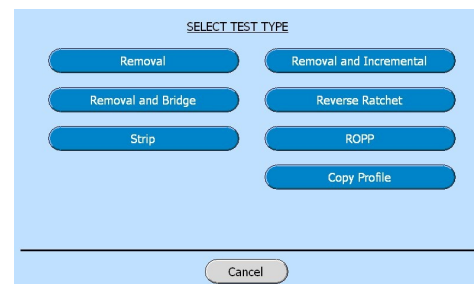 SELECT TEST TYPE
Removal
Removal and Incremental
Removal and Bridge
Reverse Ratchet
Strip
ROPP
Copy Profile
Cancel